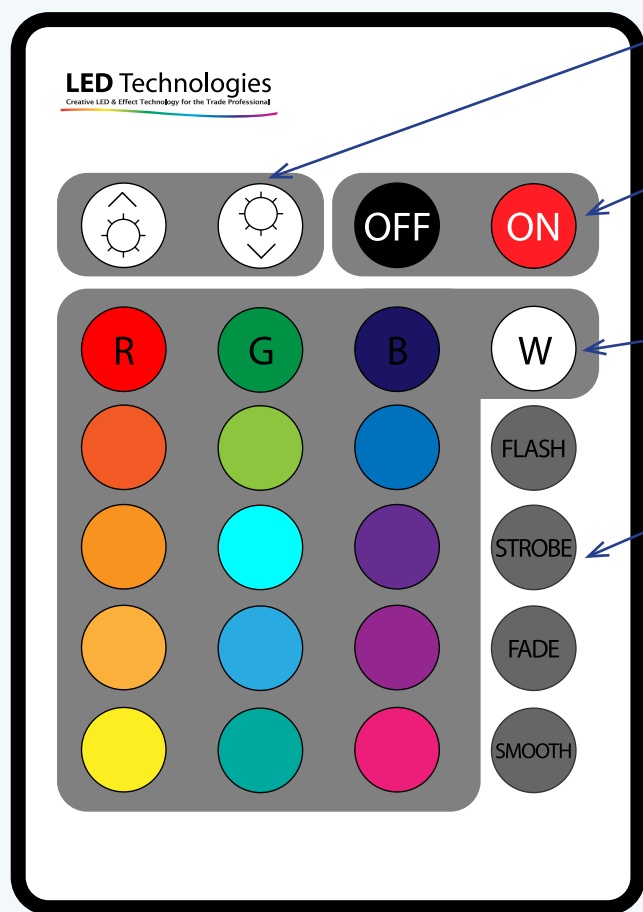 LED Technologies
Creative LED & Effect Technology for the Trade Professional
OFF ON
R G B W
FLASH
STROBE
FADE
SMOOTH